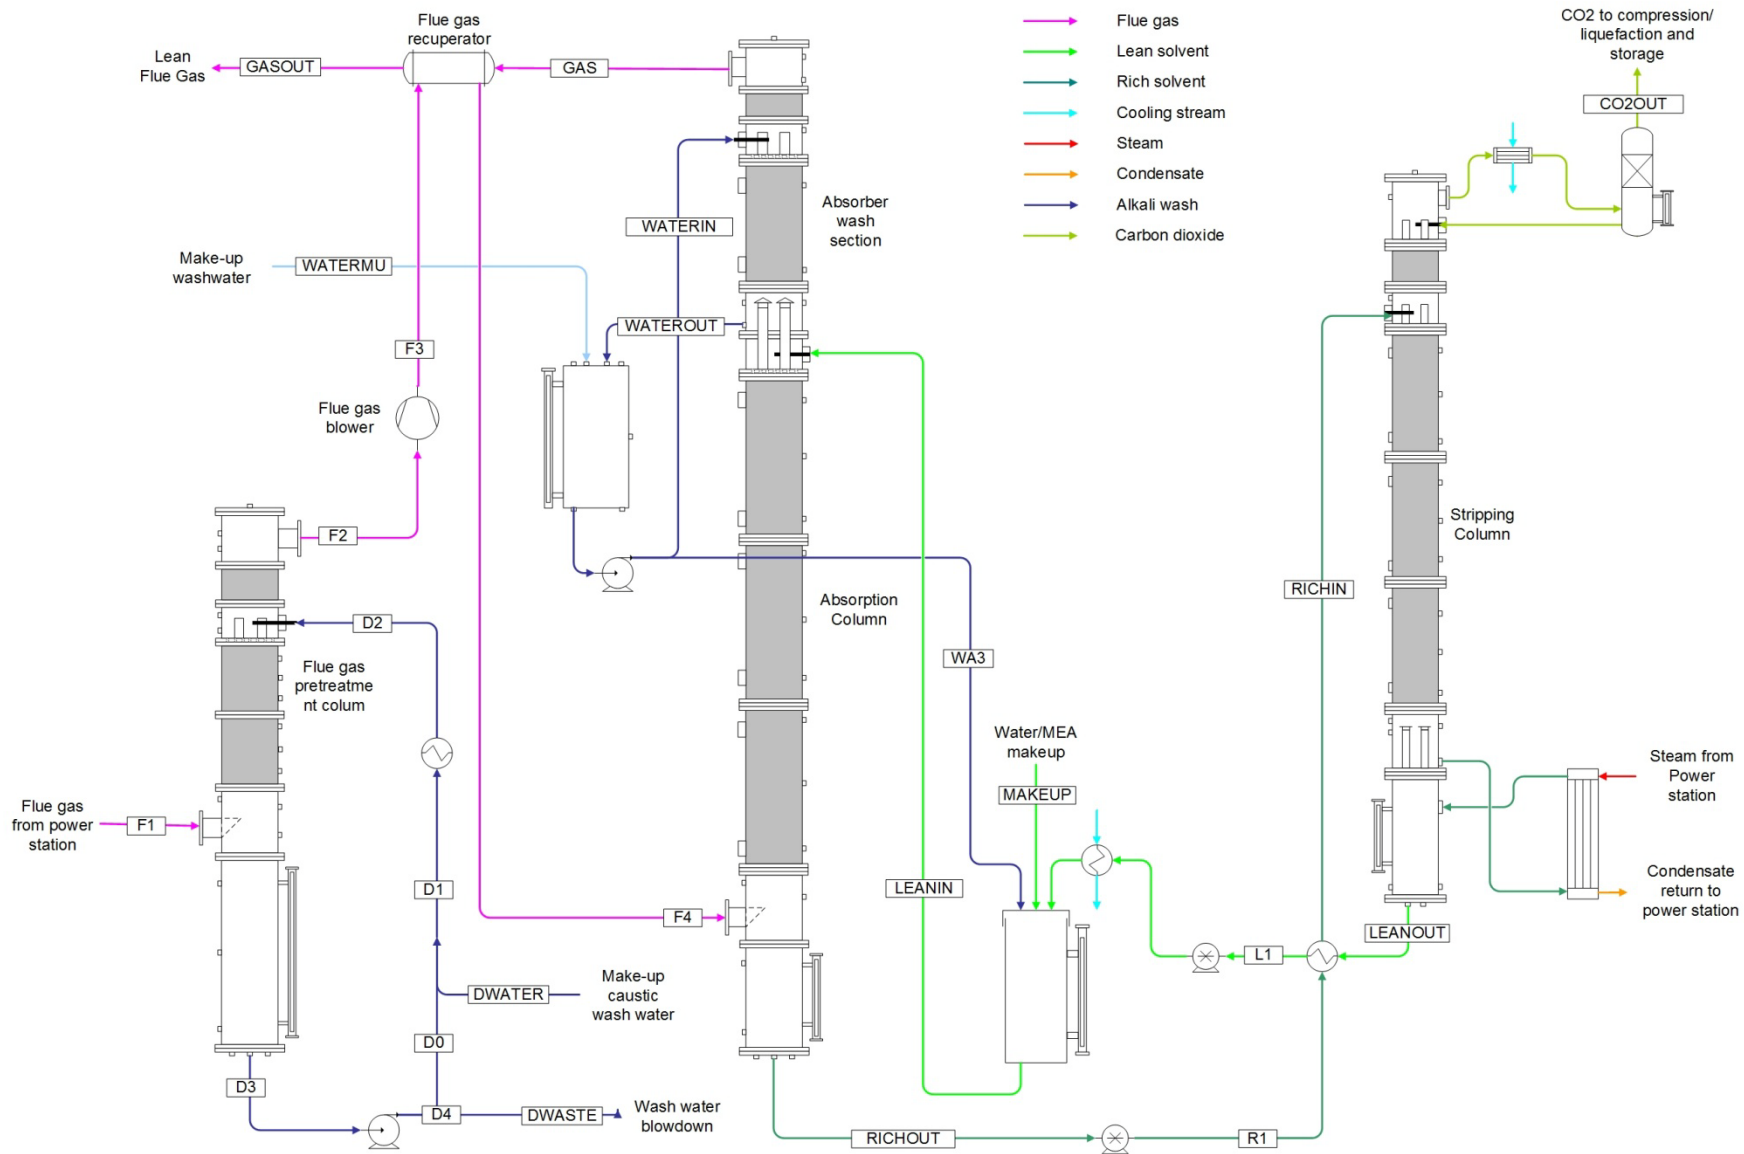 Flue gas
recuperator
Lean
Flue Gas
GASOUT
GAS
Flue gas
Lean solvent
Rich solvent
Cooling stream
Steam
Condensate
Alkali wash
Carbon dioxide
CO2 to compression/
liquefaction and
storage
CO2OUT
Absorber
wash
section
WATERIN
Make-up
washwater
WATERMU
WATEROUT
F3
Flue gas
blower
F2
D2
Flue gas
pretreatme
nt colum
Absorption
Column
WA3
Stripping
Column
RICHIN
Water/MEA
makeup
MAKEUP
Steam from
Power
station
Flue gas
from power
station
F1
D1
LEANIN
F4
Condensate
return to
power station
LEANOUT
L1
DWATER
Make-up
caustic
wash water
D0
D3
D4
DWASTE
Wash water
blowdown
RICHOUT
R1